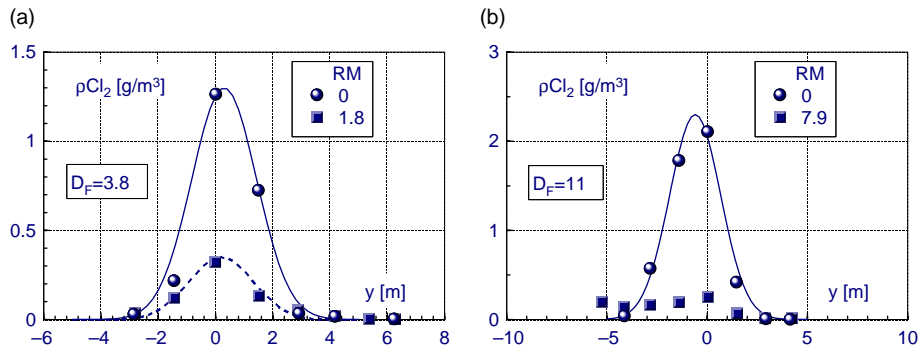 (a)
1.5
1
0.5
0
ρCl₂ [g/m³]
RM
0
1.8
D_F=3.8
y [m]
–6 –4 –2 0 2 4 6 8
(b)
3
2
1
0
ρCl₂ [g/m³]
RM
0
7.9
D_F=11
y [m]
–10 –5 0 5 10